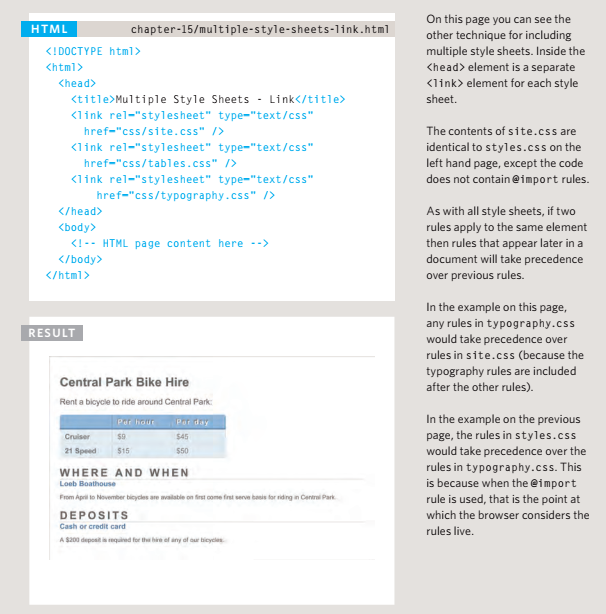 HTML chapter-15/multiple-style-sheets-link.html
<!DOCTYPE html>
<html>
<head>
<title>Multiple Style Sheets - Link</title>
<link rel="stylesheet" type="text/css"
href="css/site.css" />
<link rel="stylesheet" type="text/css"
href="css/tables.css" />
<link rel="stylesheet" type="text/css"
href="css/typography.css" />
</head>
<body>
<!-- HTML page content here -->
</body>
</html>
RESULT
Central Park Bike Hire
Rent a bicycle to ride around Central Park:
Per hour Per day
Cruiser $9 $45
21 Speed $15 $50
WHERE AND WHEN
Loeb Boathouse
From April to November bicycles are available on first come first serve basis for riding in Central Park.
DEPOSITS
Cash or credit card
A $200 deposit is required for the hire of any of our bicycles.
On this page you can see the
other technique for including
multiple style sheets. Inside the
<head> element is a separate
<link> element for each style
sheet.
The contents of site.css are
identical to styles.css on the
left hand page, except the code
does not contain @import rules.
As with all style sheets, if two
rules apply to the same element
then rules that appear later in a
document will take precedence
over previous rules.
In the example on this page,
any rules in typography.css
would take precedence over
rules in site.css (because the
typography rules are included
after the other rules).
In the example on the previous
page, the rules in styles.css
would take precedence over the
rules in typography.css. This
is because when the @import
rule is used, that is the point at
which the browser considers the
rules live.